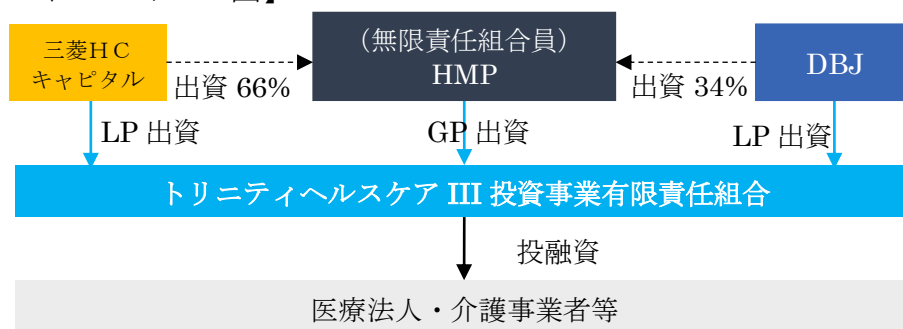 三菱ＨＣ
キャピタル
出資 66%
（無限責任組合員）
HMP
出資 34%
DBJ
LP 出資
GP 出資
LP 出資
トリニティヘルスケア III 投資事業有限責任組合
投融資
医療法人・介護事業者等